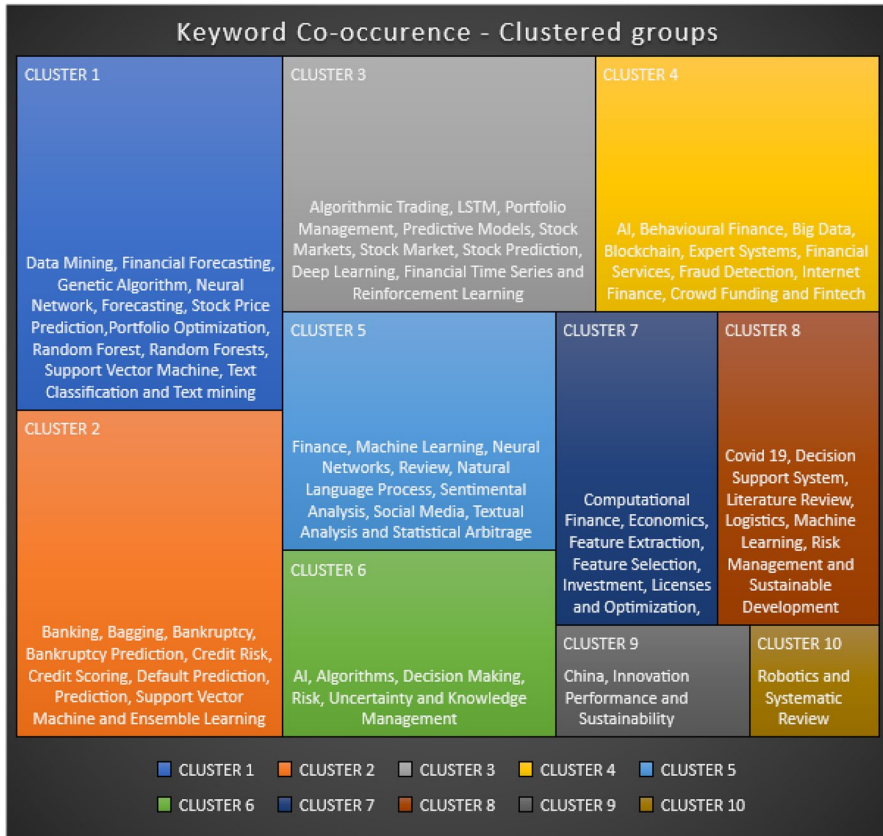 Keyword Co-occurence - Clustered groups
CLUSTER 1
Data Mining, Financial Forecasting,
Genetic Algorithm, Neural
Network, Forecasting, Stock Price
Prediction,Portfolio Optimization,
Random Forest, Random Forests,
Support Vector Machine, Text
Classification and Text mining
CLUSTER 2
Banking, Bagging, Bankruptcy,
Bankruptcy Prediction, Credit Risk,
Credit Scoring, Default Prediction,
Prediction, Support Vector
Machine and Ensemble Learning
CLUSTER 3
Algorithmic Trading, LSTM, Portfolio
Management, Predictive Models, Stock
Markets, Stock Market, Stock Prediction,
Deep Learning, Financial Time Series and
Reinforcement Learning
CLUSTER 4
AI, Behavioural Finance, Big Data,
Blockchain, Expert Systems, Financial
Services, Fraud Detection, Internet
Finance, Crowd Funding and Fintech
CLUSTER 5
Finance, Machine Learning, Neural
Networks, Review, Natural
Language Process, Sentimental
Analysis, Social Media, Textual
Analysis and Statistical Arbitrage
CLUSTER 6
AI, Algorithms, Decision Making,
Risk, Uncertainty and Knowledge
Management
CLUSTER 7
Computational
Finance, Economics,
Feature Extraction,
Feature Selection,
Investment, Licenses
and Optimization,
CLUSTER 8
Covid 19, Decision
Support System,
Literature Review,
Logistics, Machine
Learning, Risk
Management and
Sustainable
Development
CLUSTER 9
China, Innovation
Performance and
Sustainability
CLUSTER 10
Robotics and
Systematic
Review
CLUSTER 1 CLUSTER 2 CLUSTER 3 CLUSTER 4 CLUSTER 5
CLUSTER 6 CLUSTER 7 CLUSTER 8 CLUSTER 9 CLUSTER 10